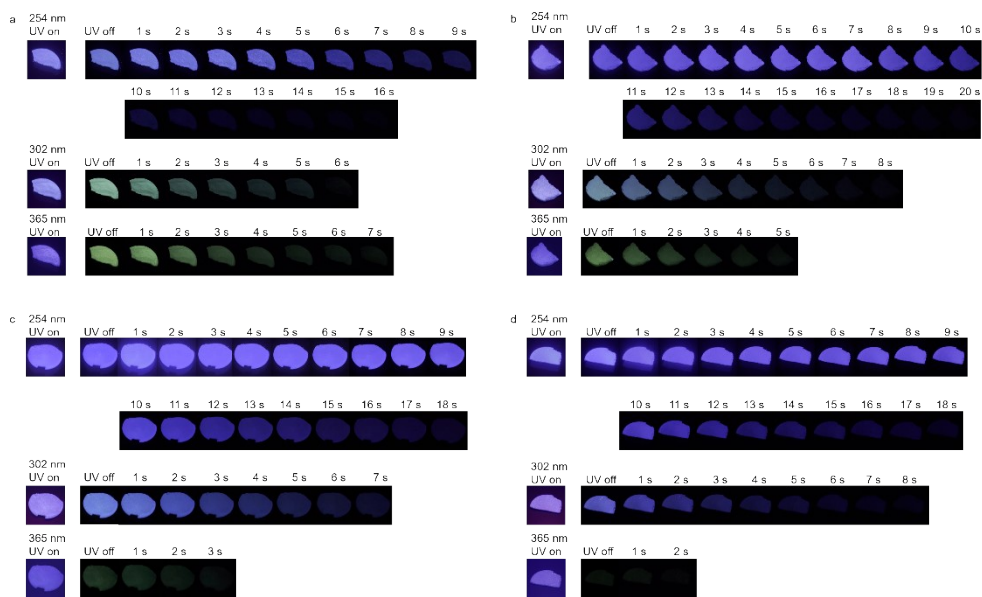 a
254 nm
UV on UV off 1 s 2 s 3 s 4 s 5 s 6 s 7 s 8 s 9 s
10 s 11 s 12 s 13 s 14 s 15 s 16 s
302 nm
UV on UV off 1 s 2 s 3 s 4 s 5 s 6 s
365 nm
UV on UV off 1 s 2 s 3 s 4 s 5 s 6 s 7 s
b
254 nm
UV on UV off 1 s 2 s 3 s 4 s 5 s 6 s 7 s 8 s 9 s 10 s
11 s 12 s 13 s 14 s 15 s 16 s 17 s 18 s 19 s 20 s
302 nm
UV on UV off 1 s 2 s 3 s 4 s 5 s 6 s 7 s 8 s
365 nm
UV on UV off 1 s 2 s 3 s 4 s 5 s
c
254 nm
UV on UV off 1 s 2 s 3 s 4 s 5 s 6 s 7 s 8 s 9 s
10 s 11 s 12 s 13 s 14 s 15 s 16 s 17 s 18 s
302 nm
UV on UV off 1 s 2 s 3 s 4 s 5 s 6 s 7 s
365 nm
UV on UV off 1 s 2 s 3 s
d
254 nm
UV on UV off 1 s 2 s 3 s 4 s 5 s 6 s 7 s 8 s 9 s
10 s 11 s 12 s 13 s 14 s 15 s 16 s 17 s 18 s
302 nm
UV on UV off 1 s 2 s 3 s 4 s 5 s 6 s 7 s 8 s
365 nm
UV on UV off 1 s 2 s